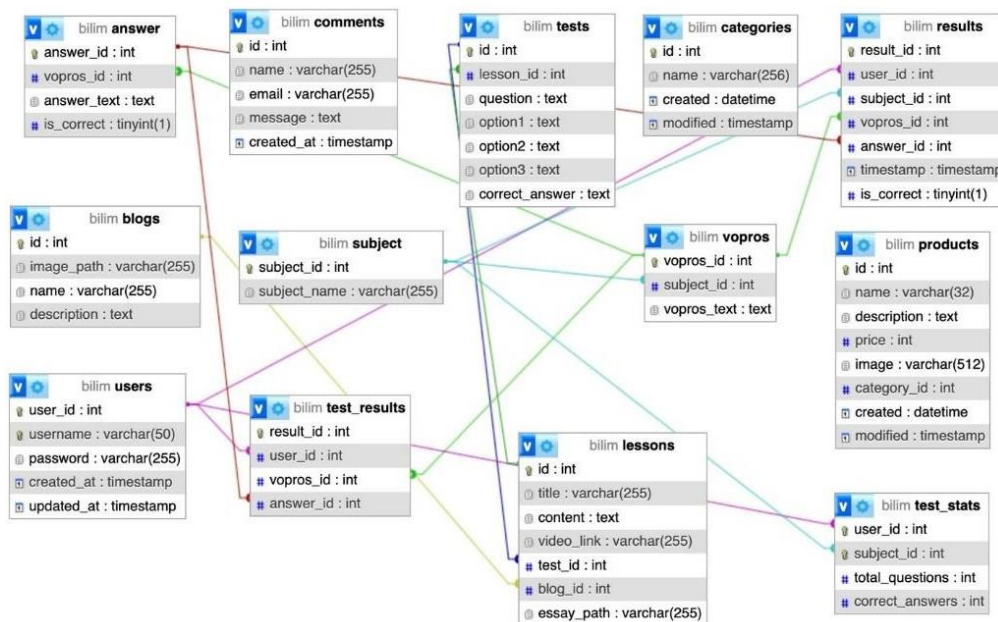 bilim answer
answer_id : int
vopros_id : int
answer_text : text
is_correct : tinyint(1)
bilim comments
id : int
name : varchar(255)
email : varchar(255)
message : text
created_at : timestamp
bilim tests
id : int
lesson_id : int
question : text
option1 : text
option2 : text
option3 : text
correct_answer : text
bilim categories
id : int
name : varchar(256)
created : datetime
modified : timestamp
bilim results
result_id : int
user_id : int
subject_id : int
vopros_id : int
answer_id : int
timestamp : timestamp
is_correct : tinyint(1)
bilim blogs
id : int
image_path : varchar(255)
name : varchar(255)
description : text
bilim subject
subject_id : int
subject_name : varchar(255)
bilim vopros
vopros_id : int
subject_id : int
vopros_text : text
bilim products
id : int
name : varchar(32)
description : text
price : int
image : varchar(512)
category_id : int
created : datetime
modified : timestamp
bilim users
user_id : int
username : varchar(50)
password : varchar(255)
created_at : timestamp
updated_at : timestamp
bilim test_results
result_id : int
user_id : int
vopros_id : int
answer_id : int
bilim lessons
id : int
title : varchar(255)
content : text
video_link : varchar(255)
test_id : int
blog_id : int
essay_path : varchar(255)
bilim test_stats
user_id : int
subject_id : int
total_questions : int
correct_answers : int